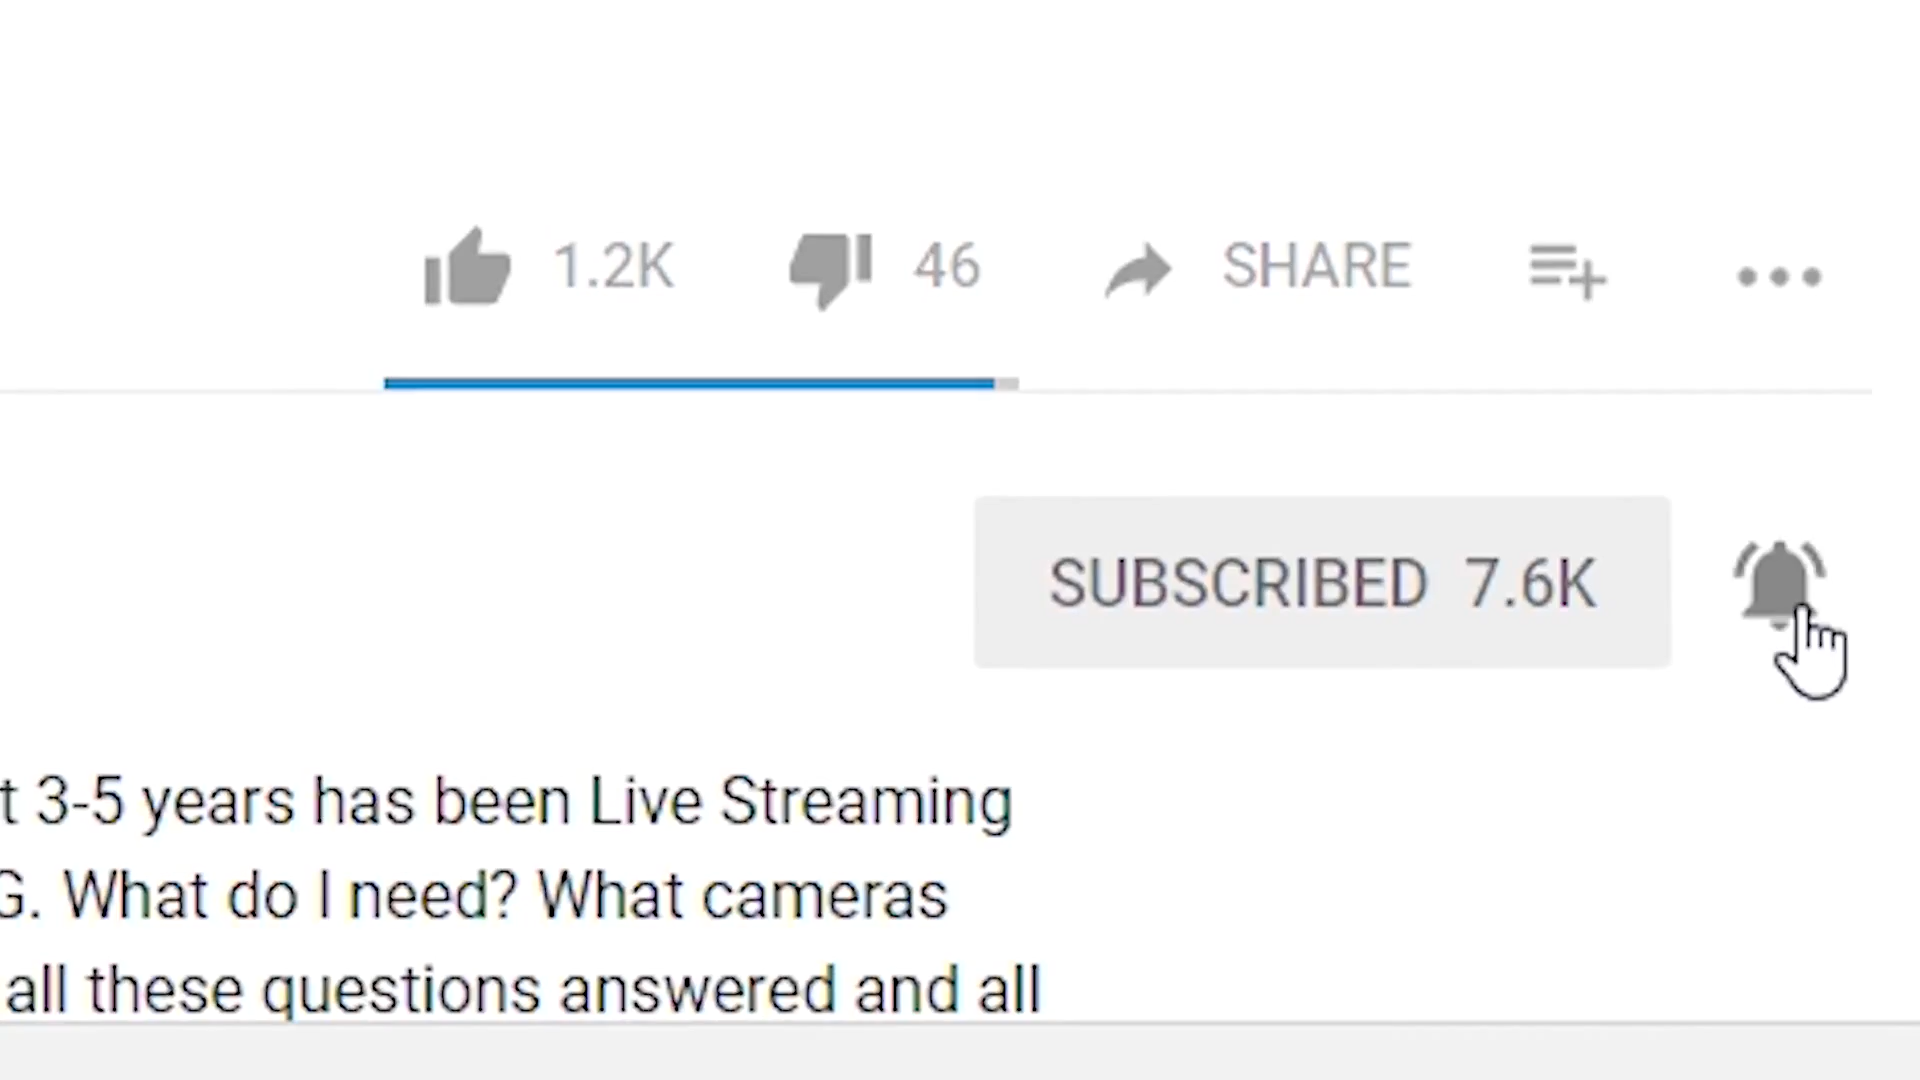 1.2K 46 SHARE
SUBSCRIBED 7.6K
t 3-5 years has been Live Streaming
G. What do I need? What cameras
all these questions answered and all